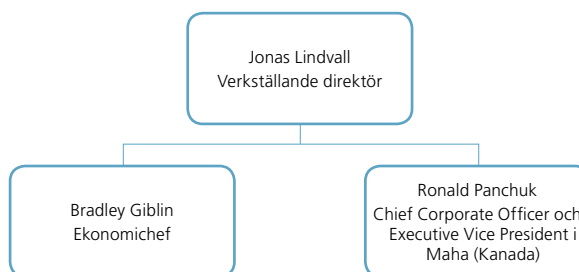 Jonas Lindvall
Verkställande direktör
Bradley Giblin
Ekonomichef
Ronald Panchuk
Chief Corporate Officer och
Executive Vice President i
Maha (Kanada)